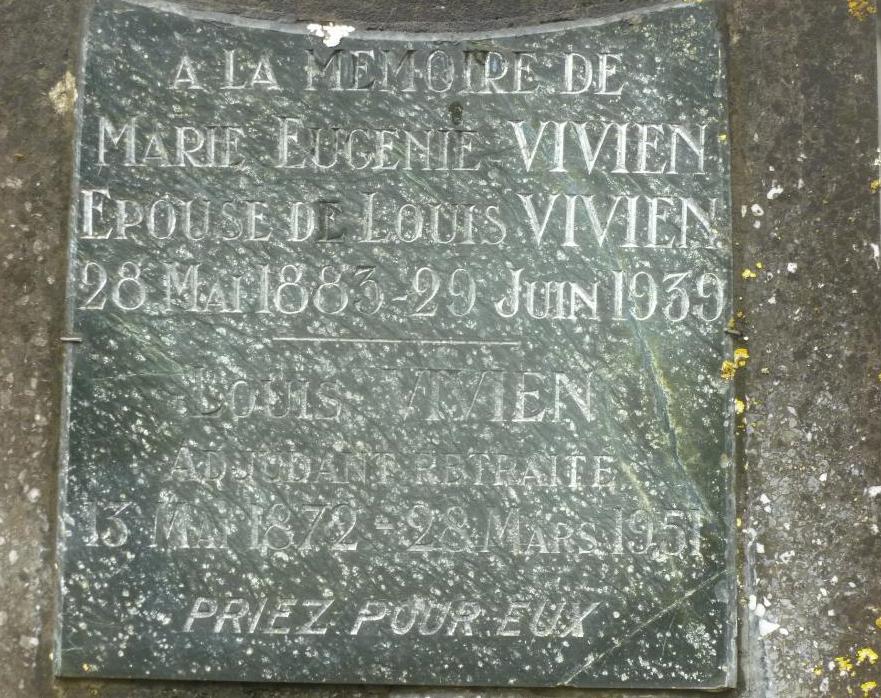 A LA MEMOIRE DE
MARIE EUGENIE VIVIEN
EPOUSE DE LOUIS VIVIEN.
28 MAI 1883-29 JUIN 1939
LOUIS VIVIEN
ADJUDANT RETRAITE
13 MAI 1872-28 MARS 1951
PRIEZ POUR EUX